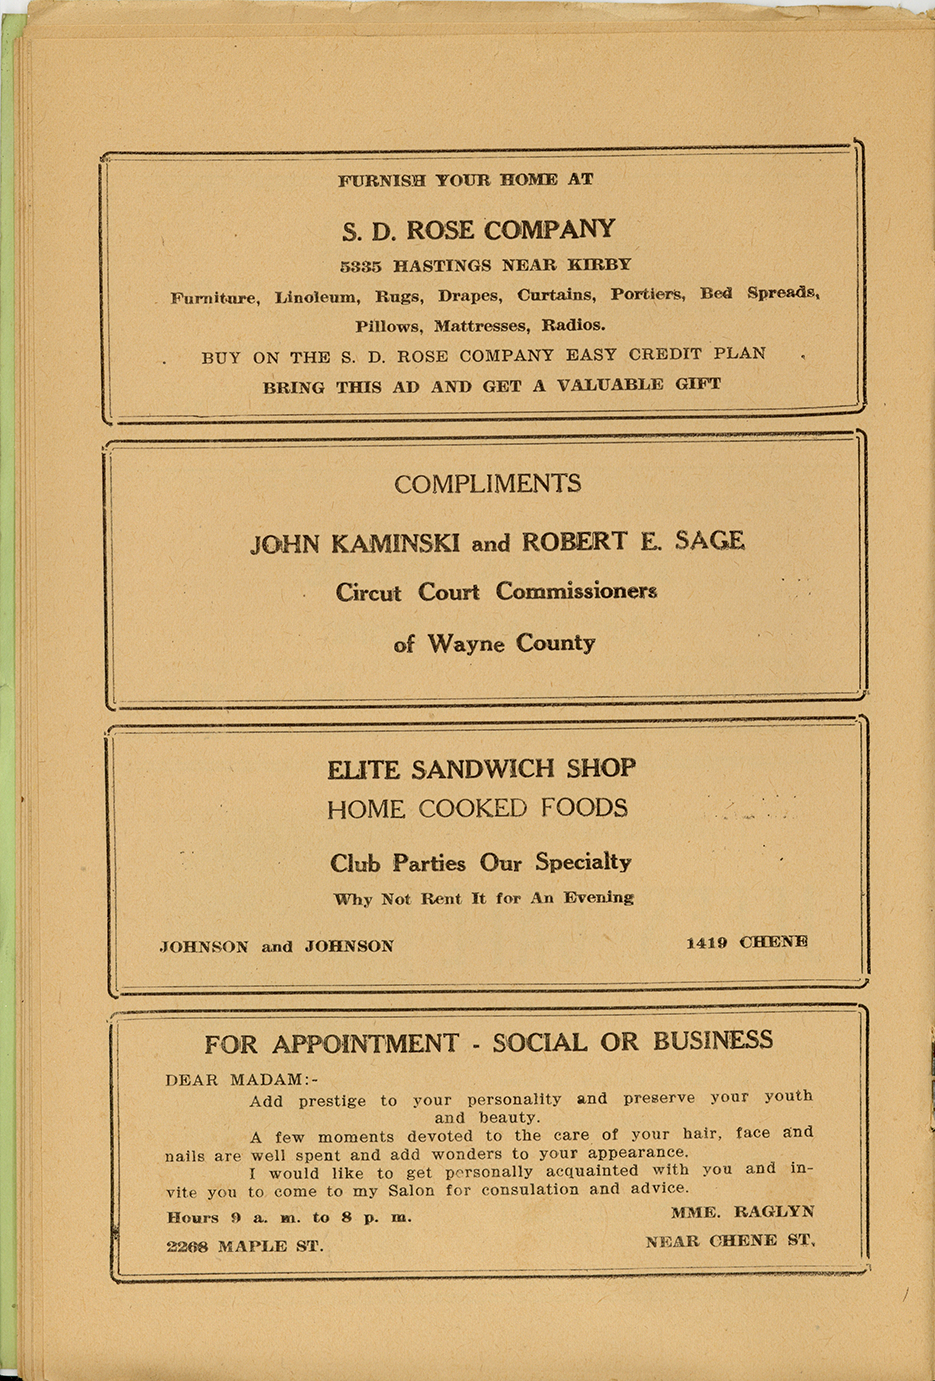 FURNISH YOUR HOME AT
S. D. ROSE COMPANY
5335 HASTINGS NEAR KIRBY
Furniture, Linoleum, Rugs, Drapes, Curtains, Portiers, Bed Spreads,
Pillows, Mattresses, Radios.
BUY ON THE S. D. ROSE COMPANY EASY CREDIT PLAN
BRING THIS AD AND GET A VALUABLE GIFT
COMPLIMENTS
JOHN KAMINSKI and ROBERT E. SAGE
Circut Court Commissioners
of Wayne County
ELITE SANDWICH SHOP
HOME COOKED FOODS
Club Parties Our Specialty
Why Not Rent It for An Evening
JOHNSON and JOHNSON 1419 CHENE
FOR APPOINTMENT - SOCIAL OR BUSINESS
DEAR MADAM:-
Add prestige to your personality and preserve your youth
and beauty.
A few moments devoted to the care of your hair, face and
nails are well spent and add wonders to your appearance.
I would like to get personally acquainted with you and in-
vite you to come to my Salon for consulation and advice.
Hours 9 a. m. to 8 p. m. MME. RAGLYN
2268 MAPLE ST. NEAR CHENE ST.